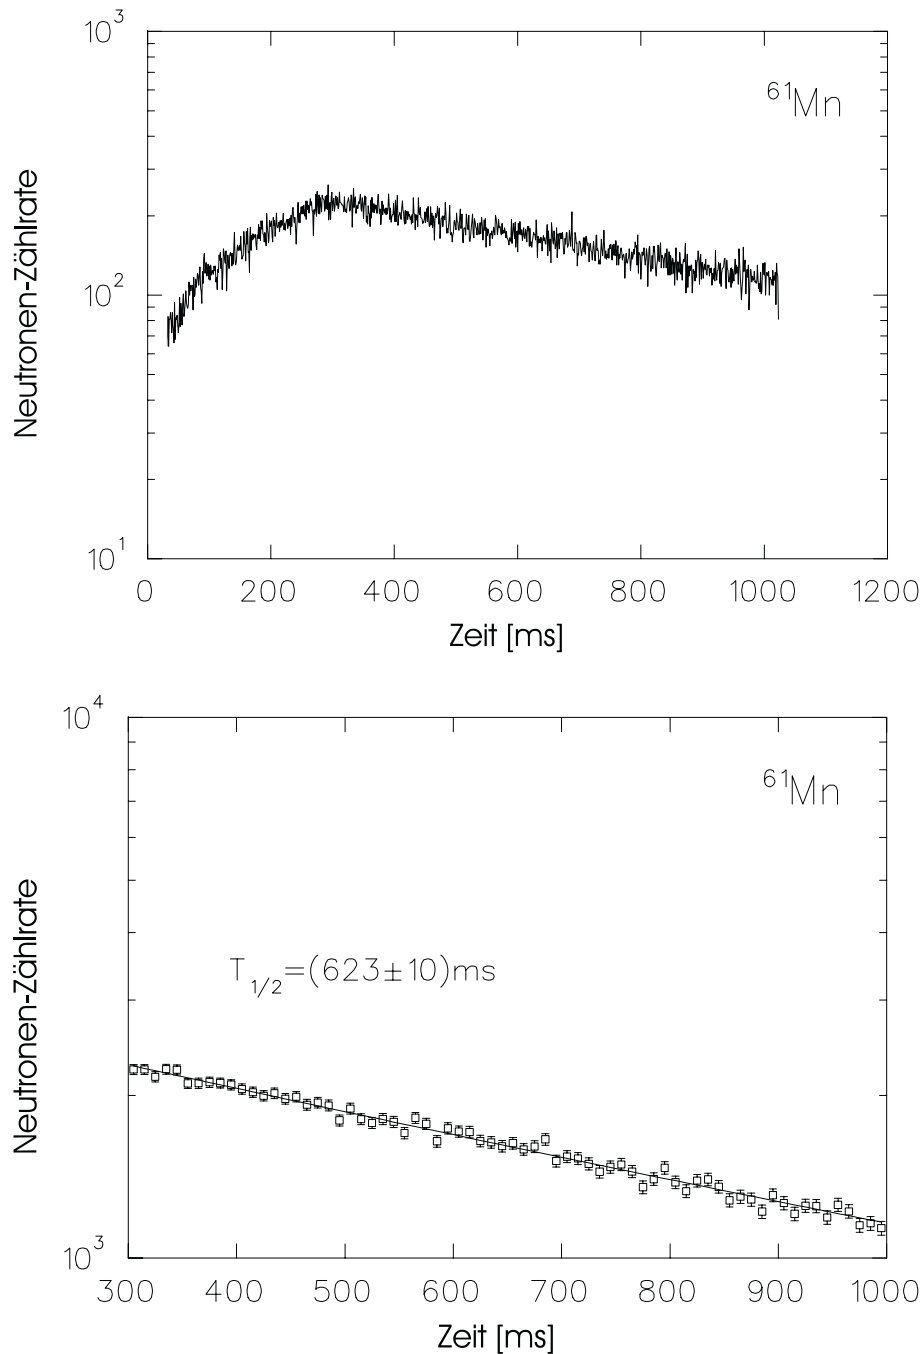 10³
⁶¹Mn
Neutronen-Zählrate
10²
10¹
0 200 400 600 800 1000 1200
Zeit [ms]
10⁴
⁶¹Mn
Neutronen-Zählrate
T₁/₂=(623±10)ms
10³
300 400 500 600 700 800 900 1000
Zeit [ms]